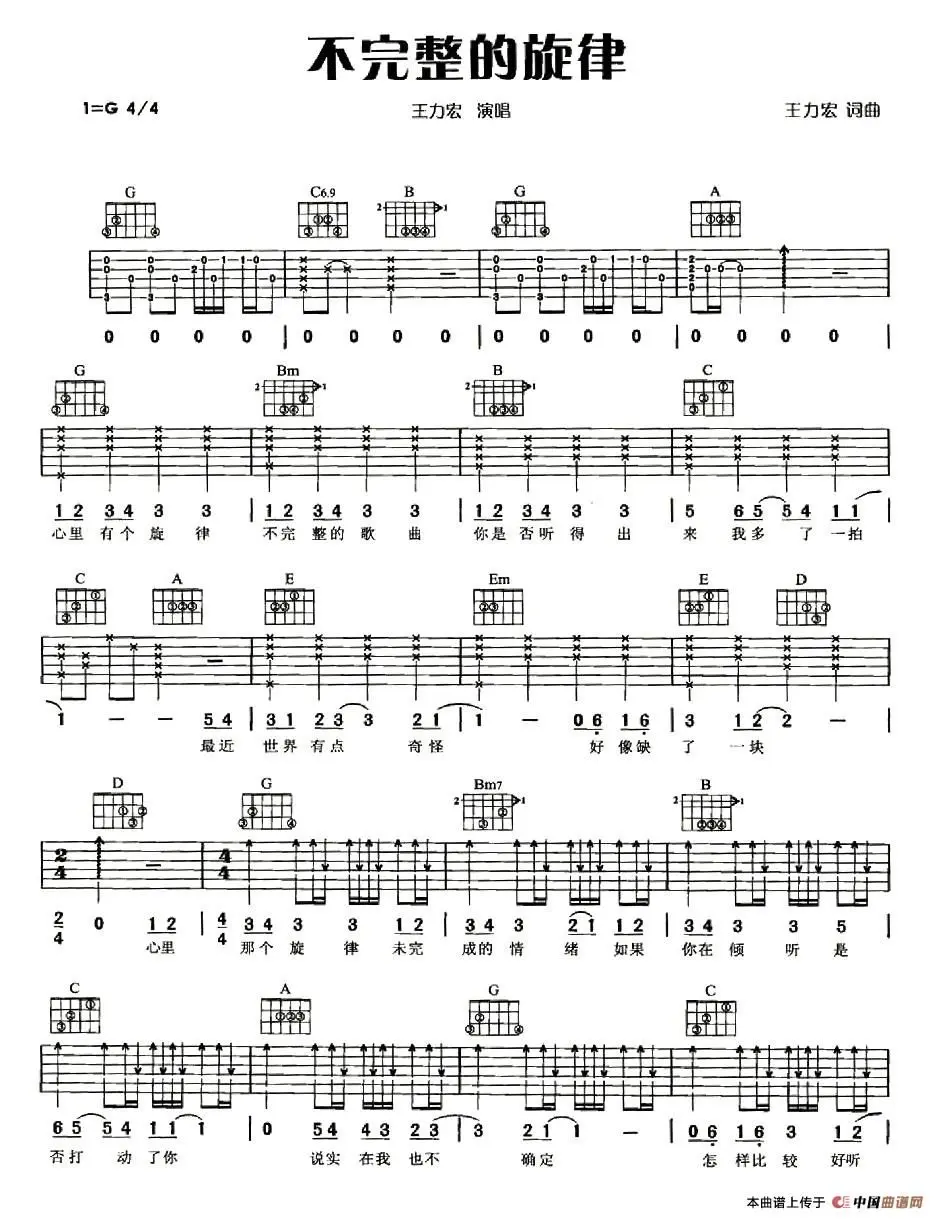 不完整的旋律
1=G 4/4 王力宏 演唱 王力宏 词曲
G C6.9 B G A
0 0 0 0 | 0 0 0 0 | 0 0 0 0 | 0 0 0 0 |
G Bm B C
12 34 3 3 | 12 34 3 3 | 12 34 3 3 | 5 65 54 11 |
心里 有个 旋 律 不完 整的 歌 曲 你是 否听 得 出 来 我多 了 一拍
C A E Em E D
1 — — 54 | 31 23 3 21 | 1 — 06 16 | 3 12 2 — |
最近 世界 有点 奇怪 好 像缺 了 一块
D G Bm7 B
2/4 0 12 | 4/4 34 3 3 12 | 34 3 21 12 | 34 3 3 5 |
心里 那个 旋 律 未完 成的 情 绪 如果 你在 倾 听 是
C A G C
65 54 11 1 | 0 54 34 23 | 3 21 1 — | 06 16 3 12 |
否打 动 了你 说实 在我 也不 确定 怎 样比 较 好听
本曲谱上传于 中国曲谱网